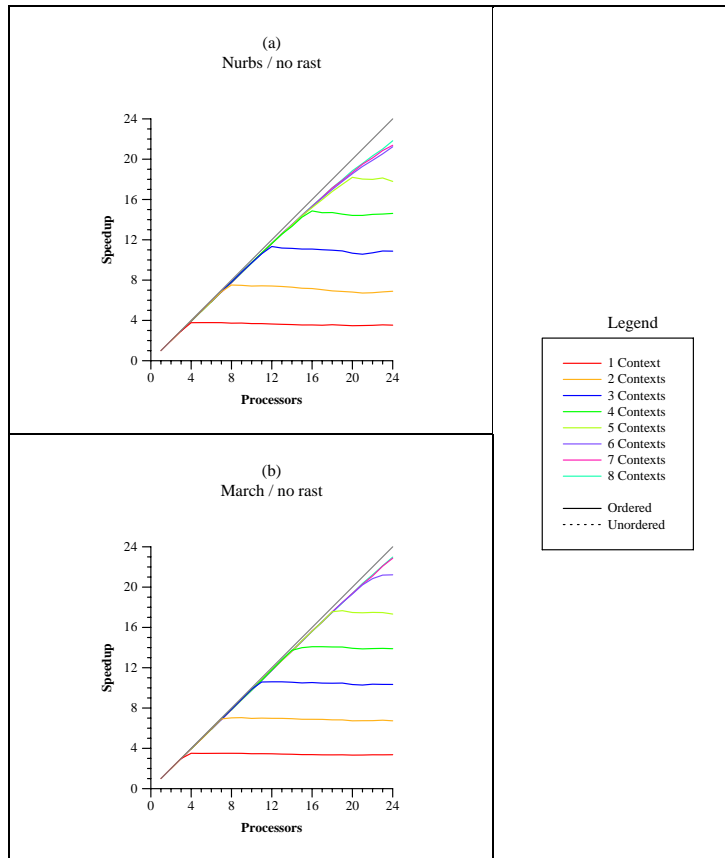 (a)
Nurbs / no rast
24
20
16
12
8
4
0
Speedup
0 4 8 12 16 20 24
Processors
(b)
March / no rast
24
20
16
12
8
4
0
Speedup
0 4 8 12 16 20 24
Processors
Legend
1 Context
2 Contexts
3 Contexts
4 Contexts
5 Contexts
6 Contexts
7 Contexts
8 Contexts
Ordered
Unordered